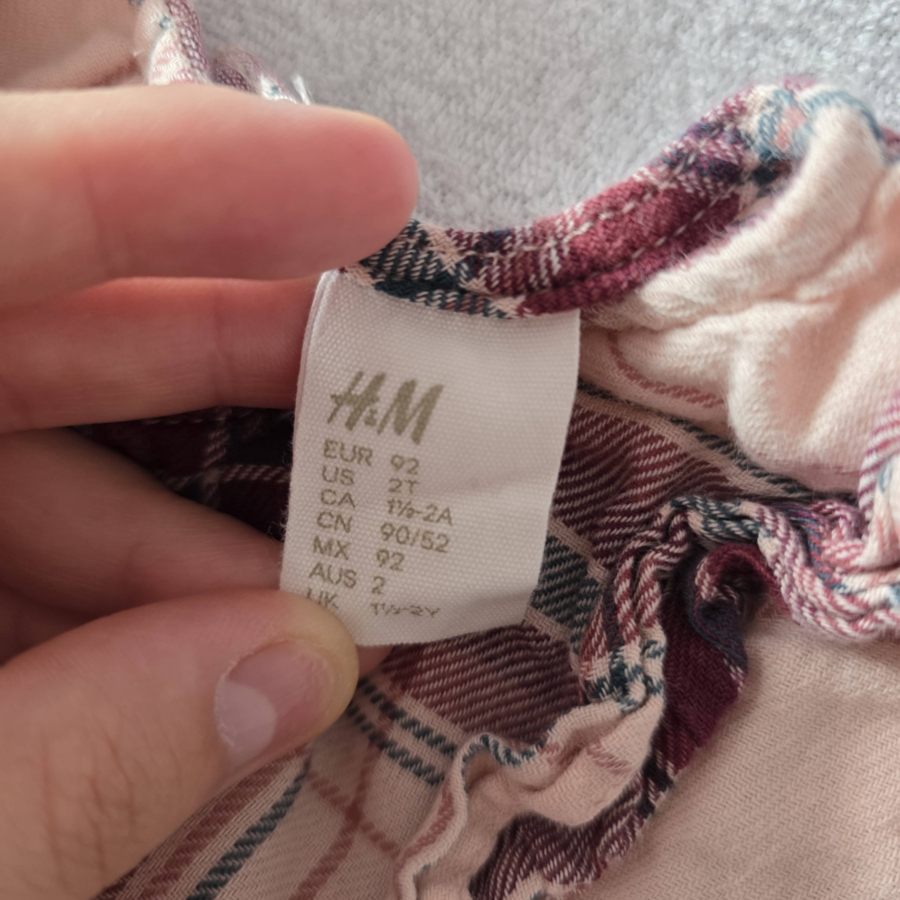 H&M
EUR 92
US 2T
CA 1½-2A
CN 90/52
MX 92
AUS 2
UK 1½-2Y